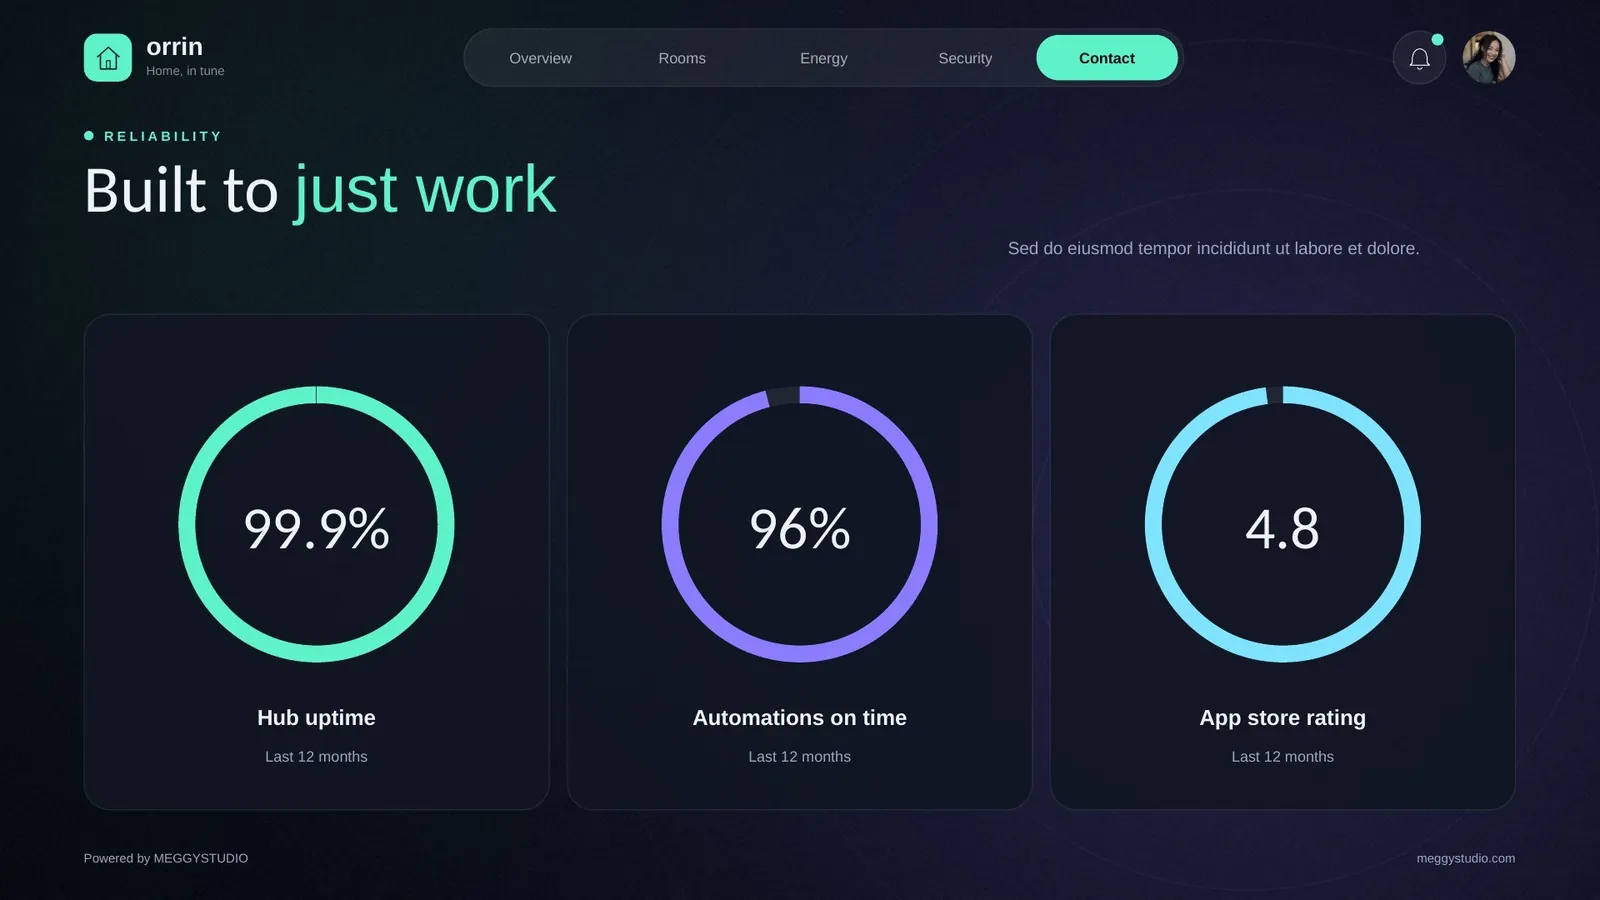 orrin
Home, in tune
Overview
Rooms
Energy
Security
Contact
RELIABILITY
Built to just work
Sed do eiusmod tempor incididunt ut labore et dolore.
99.9%
96%
4.8
Hub uptime
Automations on time
App store rating
Last 12 months
Last 12 months
Last 12 months
Powered by MEGGYSTUDIO
meggystudio.com